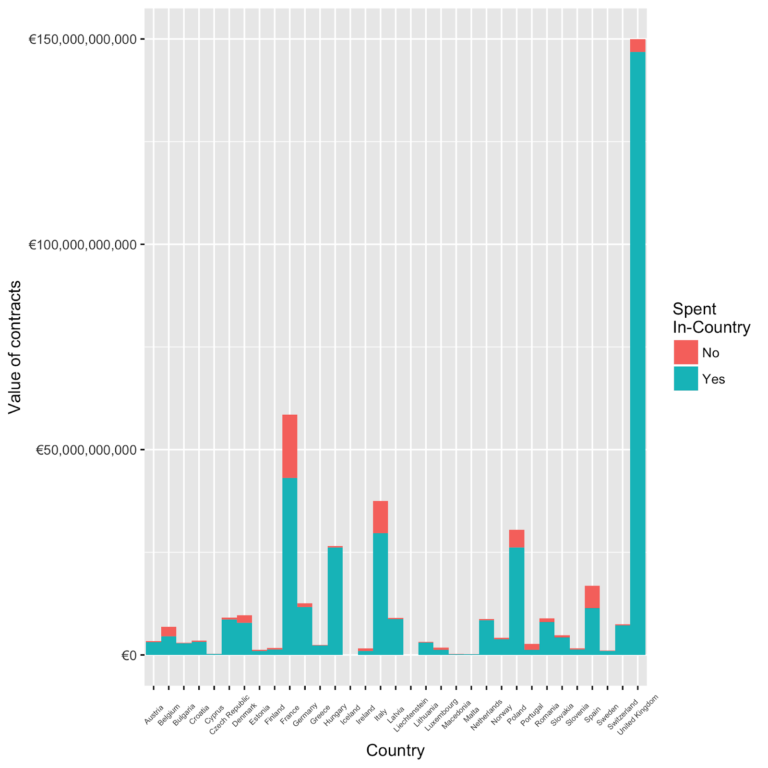 €150,000,000,000
€100,000,000,000
€50,000,000,000
€0
Value of contracts
Austria
Belgium
Bulgaria
Croatia
Cyprus
Czech Republic
Denmark
Estonia
Finland
France
Germany
Greece
Hungary
Iceland
Ireland
Italy
Latvia
Liechtenstein
Lithuania
Luxembourg
Macedonia
Malta
Netherlands
Norway
Poland
Portugal
Romania
Slovakia
Slovenia
Spain
Sweden
Switzerland
United Kingdom
Country
Spent
In-Country
No
Yes